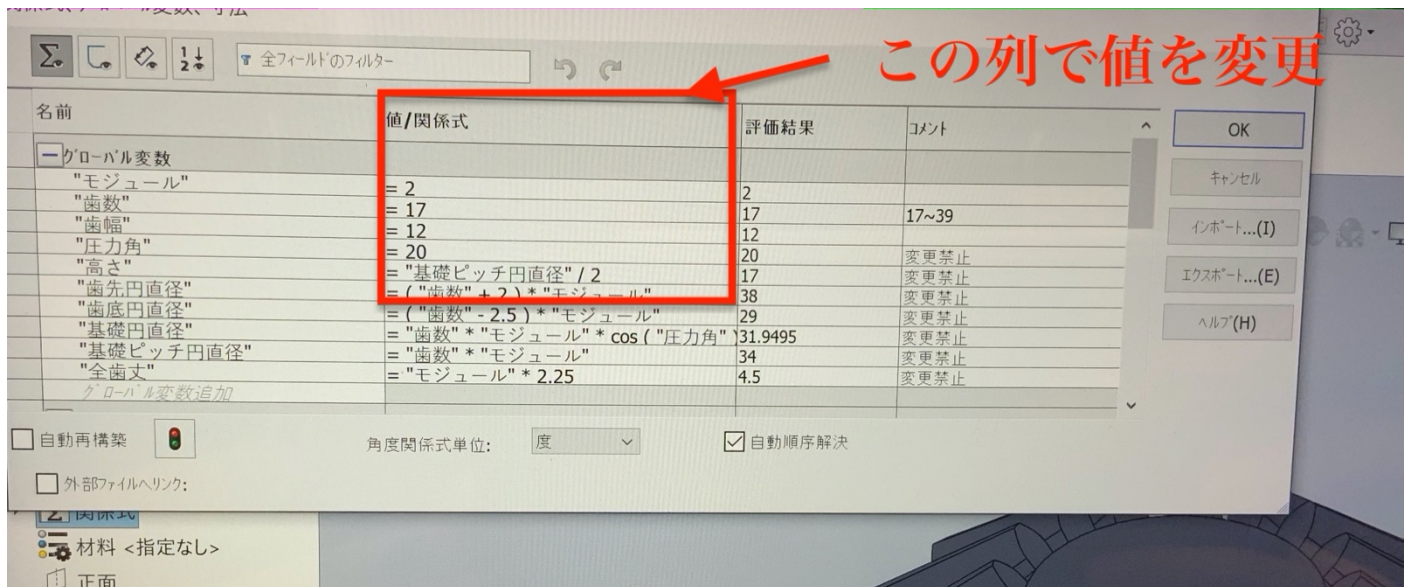 この列で値を変更
1 2
全フィールドのフィルター
名前 値/関係式 評価結果 コメント
グローバル変数
"モジュール" = 2 2
"歯数" = 17 17 17~39
"歯幅" = 12 12
"圧力角" = 20 20 変更禁止
"高さ" = "基礎ピッチ円直径" / 2 17 変更禁止
"歯先円直径" = ( "歯数" + 2 ) * "モジュール" 38 変更禁止
"歯底円直径" = ( "歯数" - 2.5 ) * "モジュール" 29 変更禁止
"基礎円直径" = "歯数" * "モジュール" * cos ( "圧力角" ) 31.9495 変更禁止
"基礎ピッチ円直径" = "歯数" * "モジュール" 34 変更禁止
"全歯丈" = "モジュール" * 2.25 4.5 変更禁止
グローバル変数追加
OK
キャンセル
インポート...(I)
エクスポート...(E)
ヘルプ(H)
自動再構築 角度関係式単位: 度 自動順序解決
外部ファイルへリンク:
関係式
材料 <指定なし>
正面